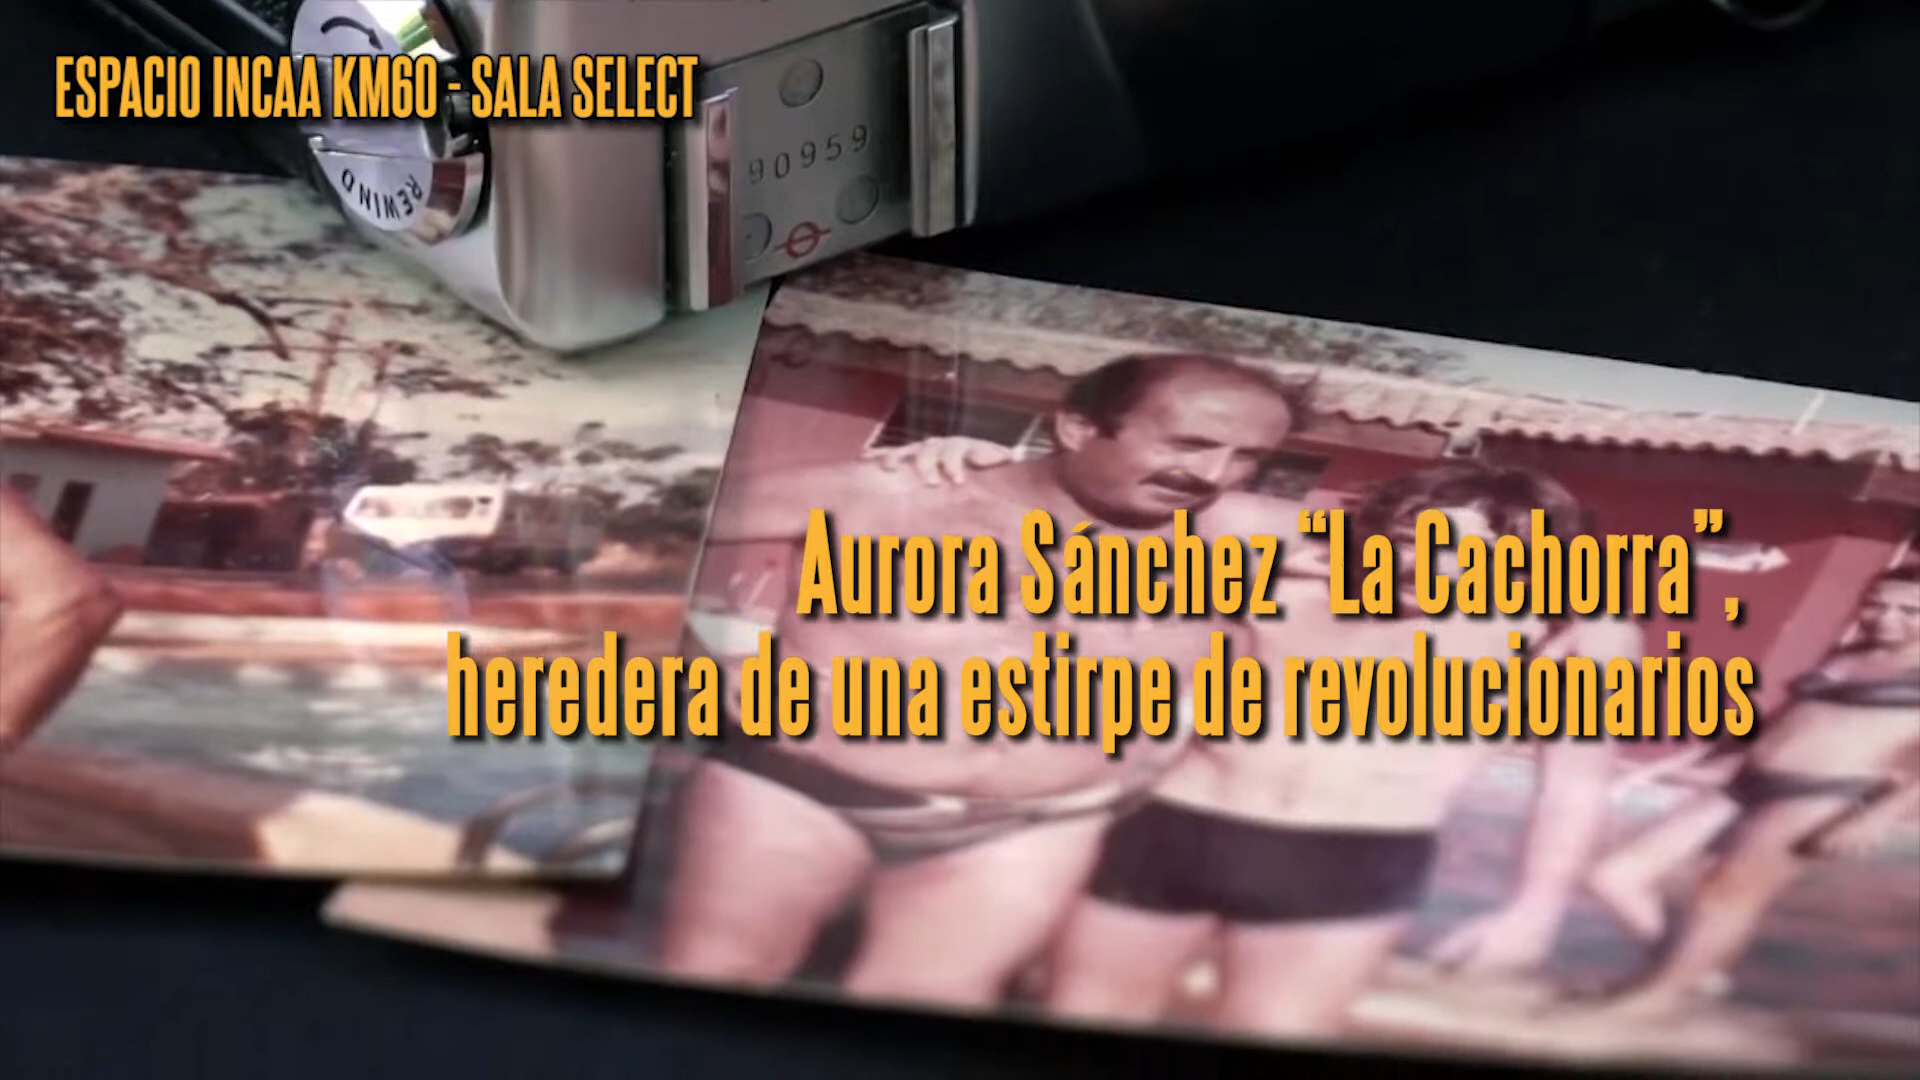 ESPACIO INCAA KM60 - SALA SELECT
REWIND
90959
Aurora Sánchez “La Cachorra”,
heredera de una estirpe de revolucionarios